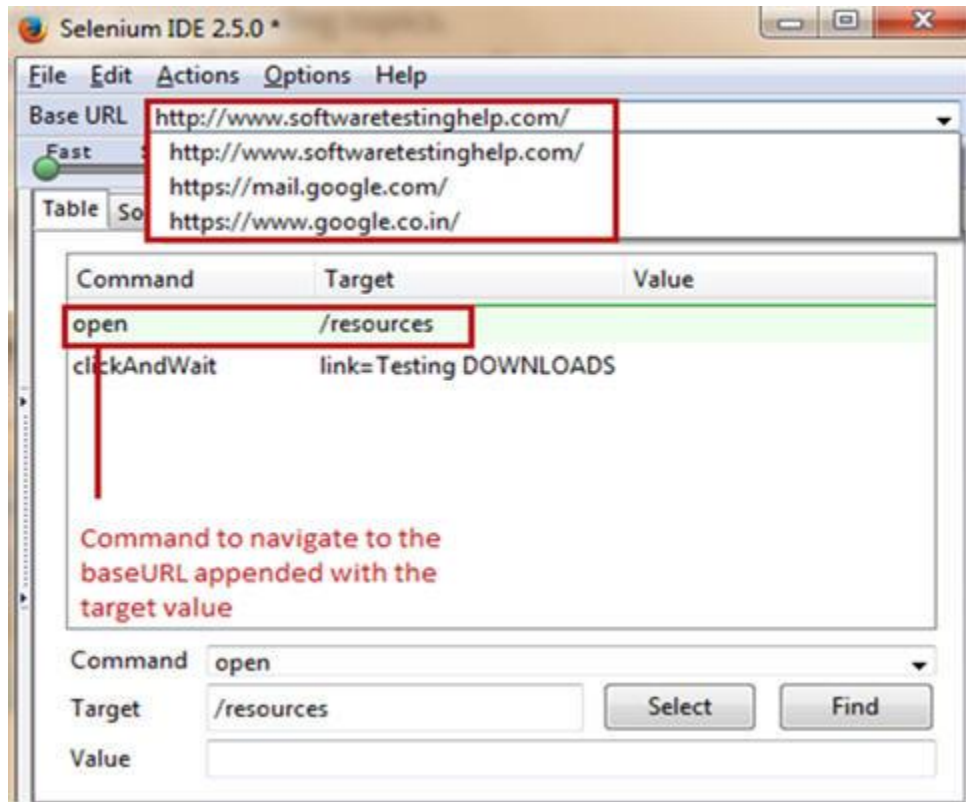 Selenium IDE 2.5.0 *
File Edit Actions Options Help
Base URL http://www.softwaretestinghelp.com/
http://www.softwaretestinghelp.com/
https://mail.google.com/
https://www.google.co.in/
Fast
Table So
Command Target Value
open /resources
clickAndWait link=Testing DOWNLOADS
Command to navigate to the
baseURL appended with the
target value
Command open
Target /resources Select Find
Value